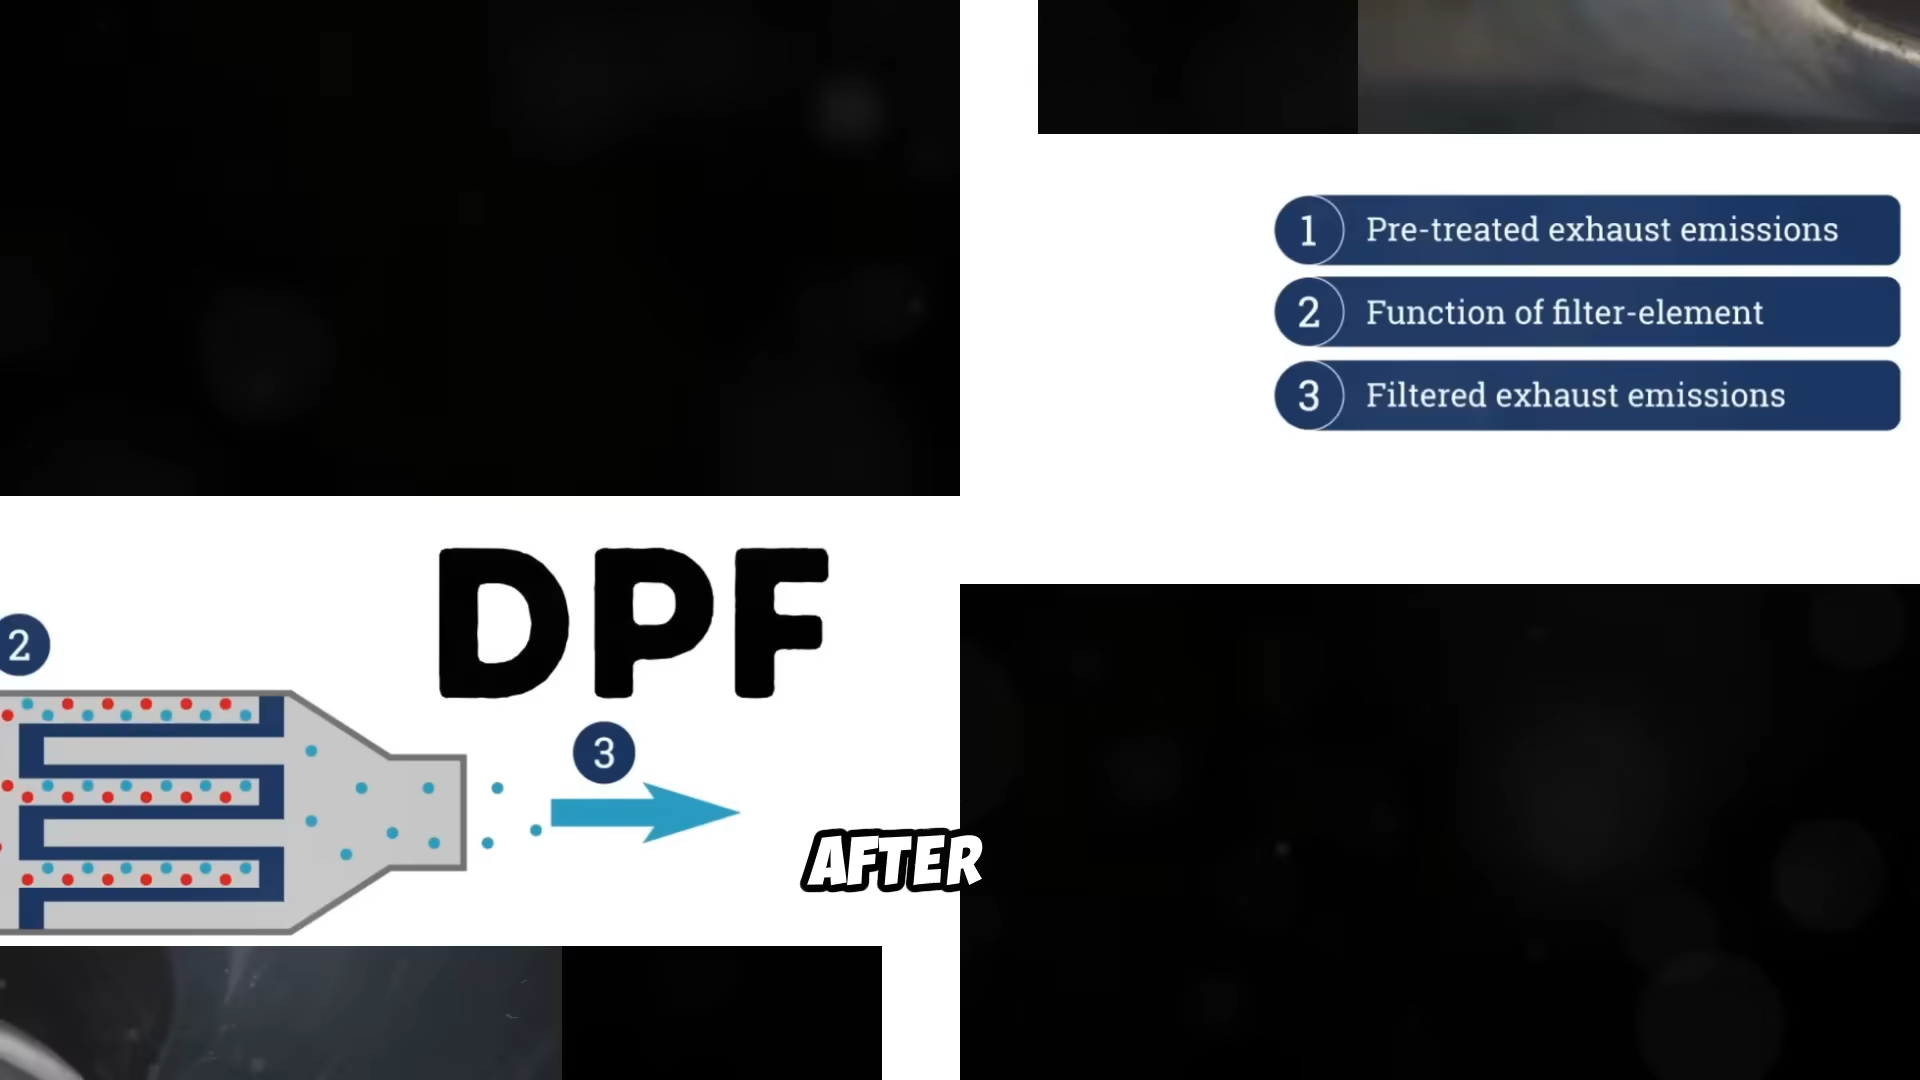 1 Pre-treated exhaust emissions
2 Function of filter-element
3 Filtered exhaust emissions
DPF
2
3
AFTER